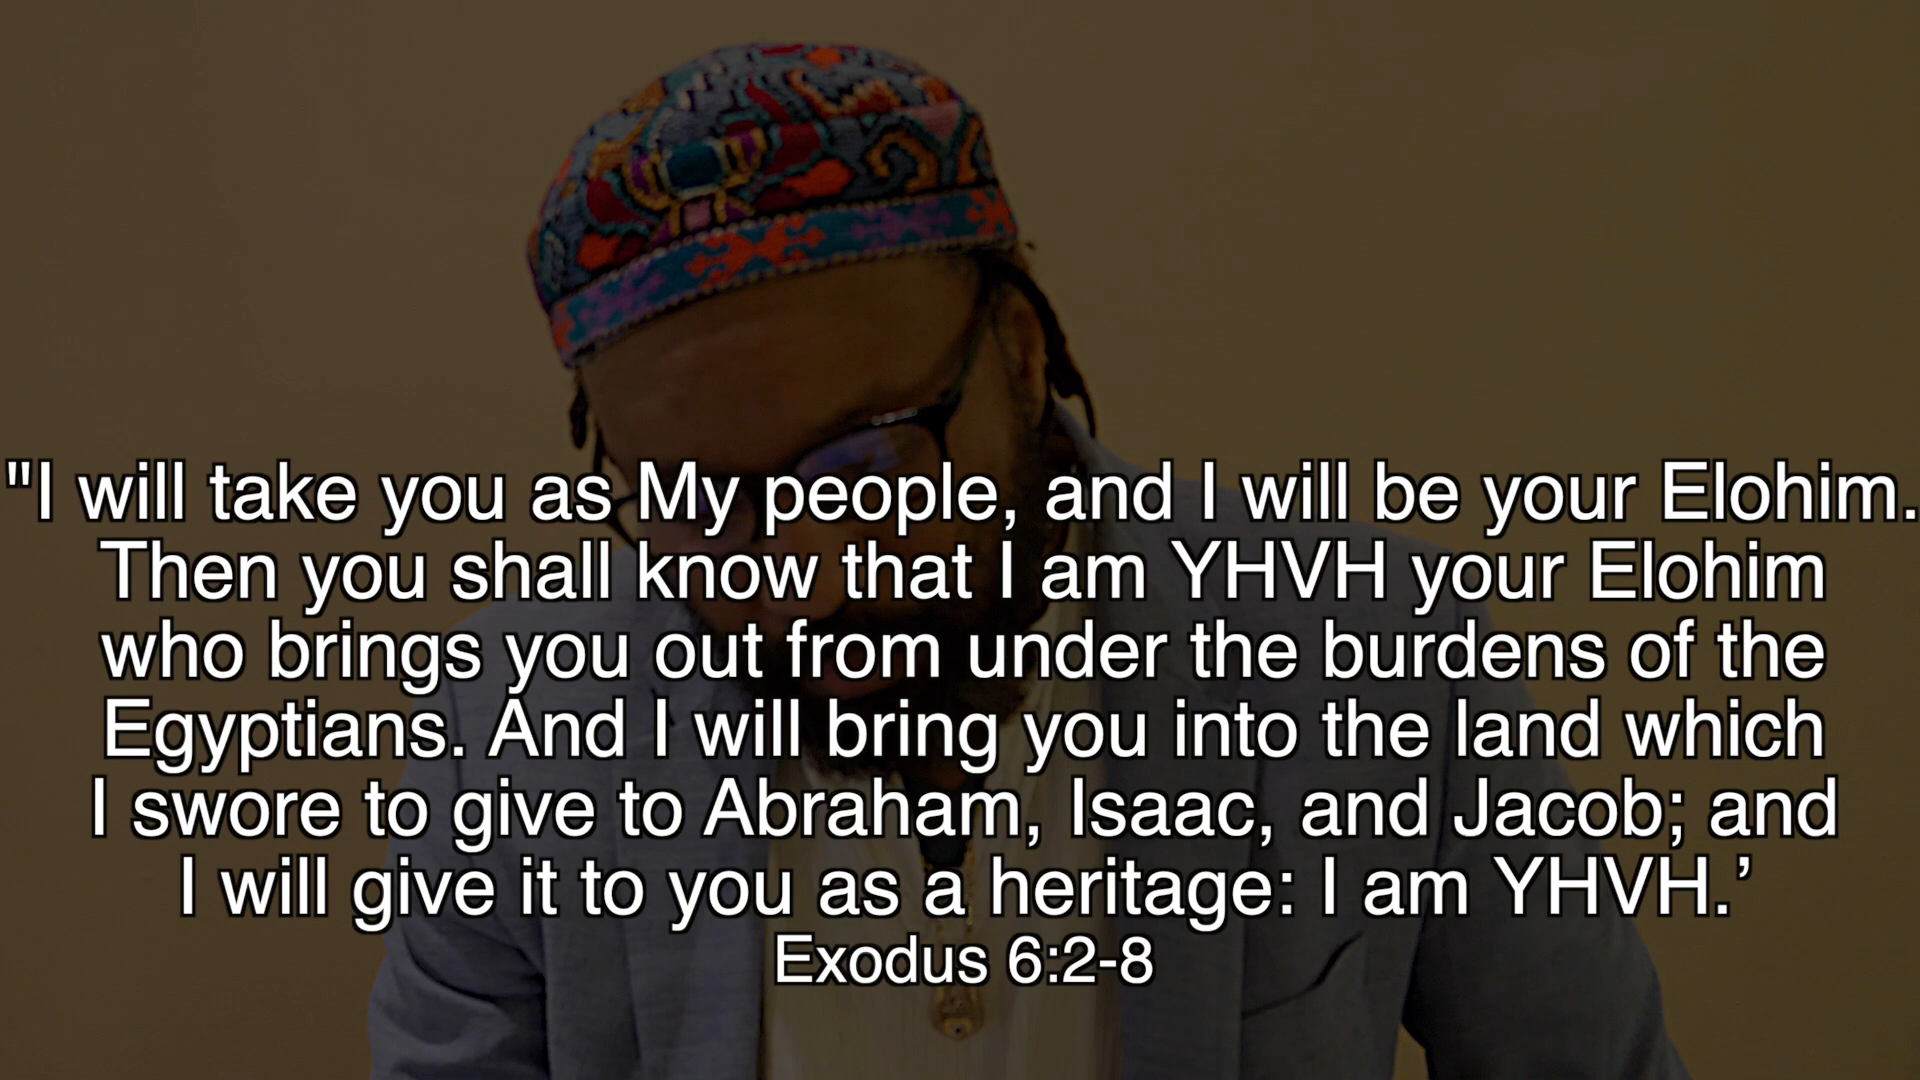 "I will take you as My people, and I will be your Elohim.
Then you shall know that I am YHVH your Elohim
who brings you out from under the burdens of the
Egyptians. And I will bring you into the land which
I swore to give to Abraham, Isaac, and Jacob; and
I will give it to you as a heritage: I am YHVH.’
Exodus 6:2-8